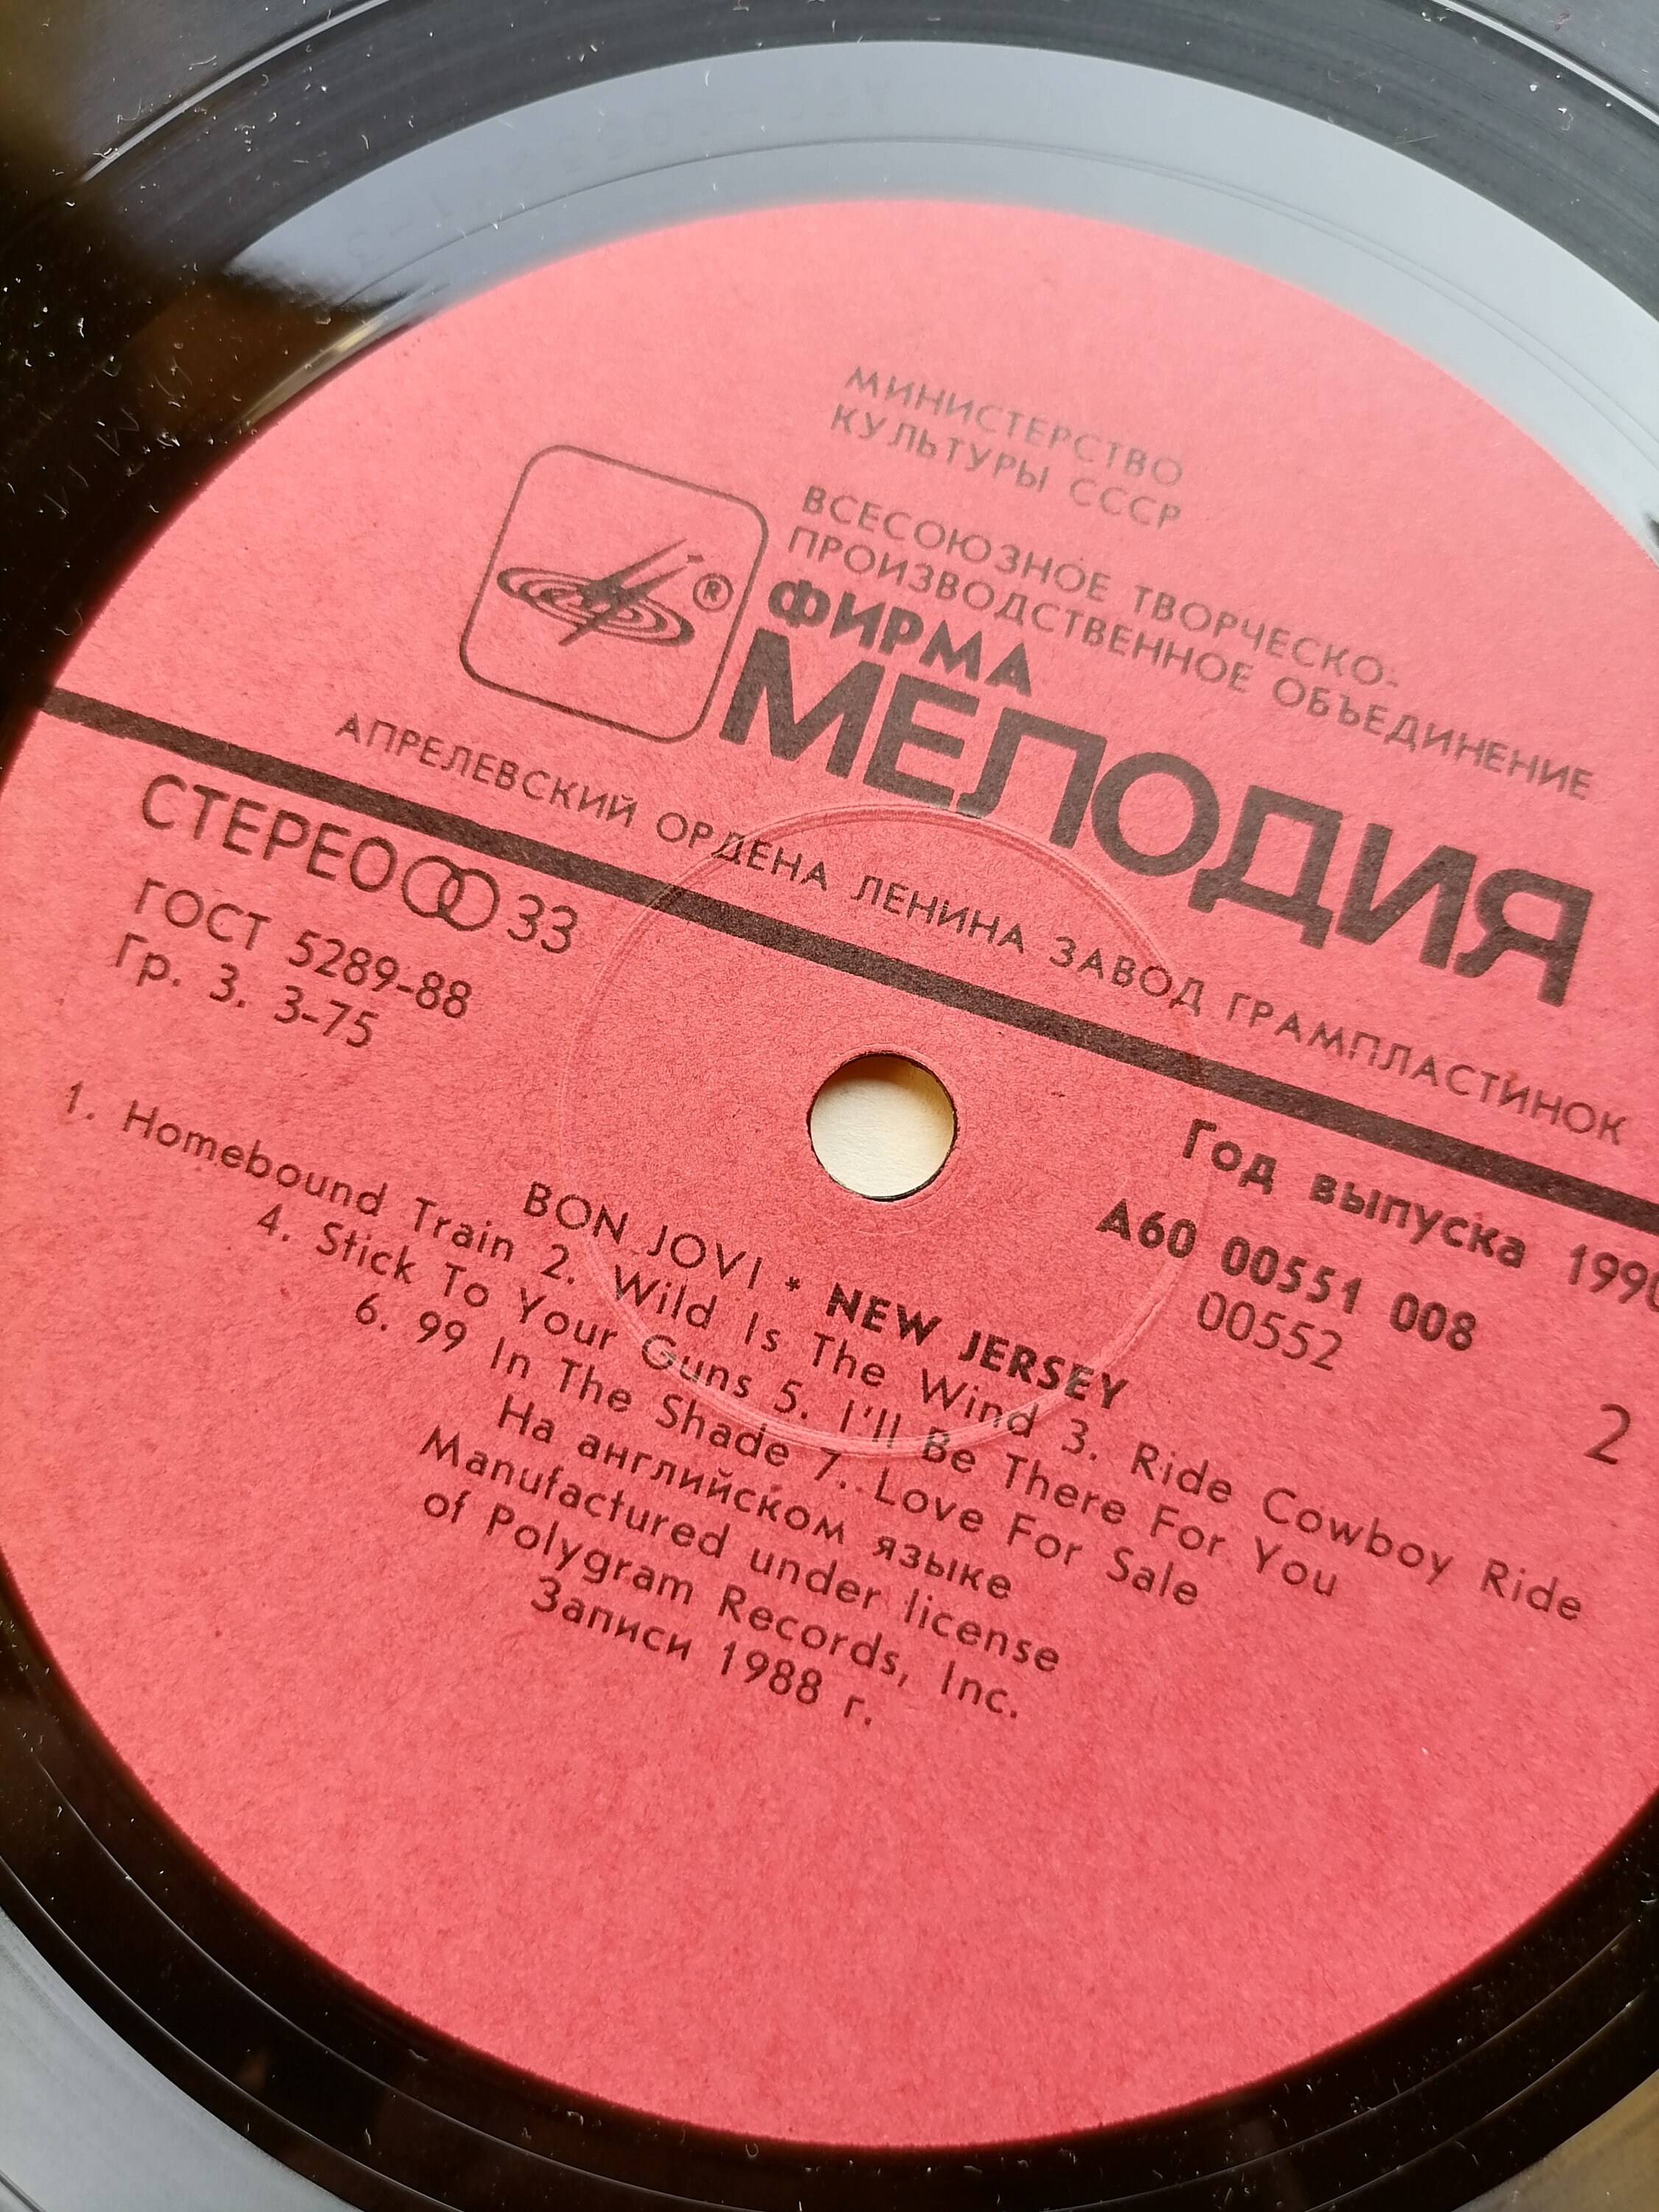 МИНИСТЕРСТВО
КУЛЬТУРЫ СССР
ВСЕСОЮЗНОЕ ТВОРЧЕСКО-
ПРОИЗВОДСТВЕННОЕ ОБЪЕДИНЕНИЕ
ФИРМА
МЕЛОДИЯ
®
АПРЕЛЕВСКИЙ ОРДЕНА ЛЕНИНА ЗАВОД ГРАМПЛАСТИНОК
СТЕРЕО 33
ГОСТ 5289-88
Гр. 3. 3-75
Год выпуска 1990
А60 00551 008
00552
2
BON JOVI * NEW JERSEY
1. Homebound Train 2. Wild Is The Wind 3. Ride Cowboy Ride
4. Stick To Your Guns 5. I'll Be There For You
6. 99 In The Shade 7. Love For Sale
На английском языке
Manufactured under license
of Polygram Records, Inc.
Записи 1988 г.